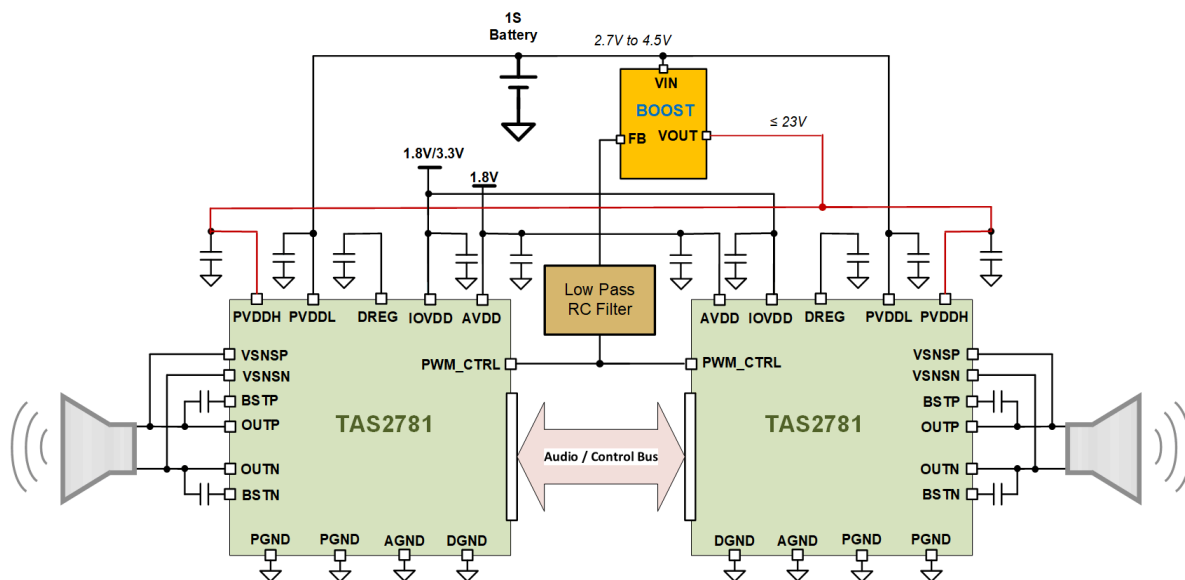 1S
Battery
2.7V to 4.5V
VIN
BOOST
FB
VOUT
≤ 23V
1.8V/3.3V
1.8V
Low Pass
RC Filter
PVDDH
PVDDL
DREG
IOVDD
AVDD
VSNSP
VSNSN
BSTP
OUTP
OUTN
BSTN
PWM_CTRL
TAS2781
PGND
PGND
AGND
DGND
Audio / Control Bus
AVDD
IOVDD
DREG
PVDDL
PVDDH
PWM_CTRL
VSNSP
VSNSN
BSTP
OUTP
OUTN
BSTN
TAS2781
DGND
AGND
PGND
PGND